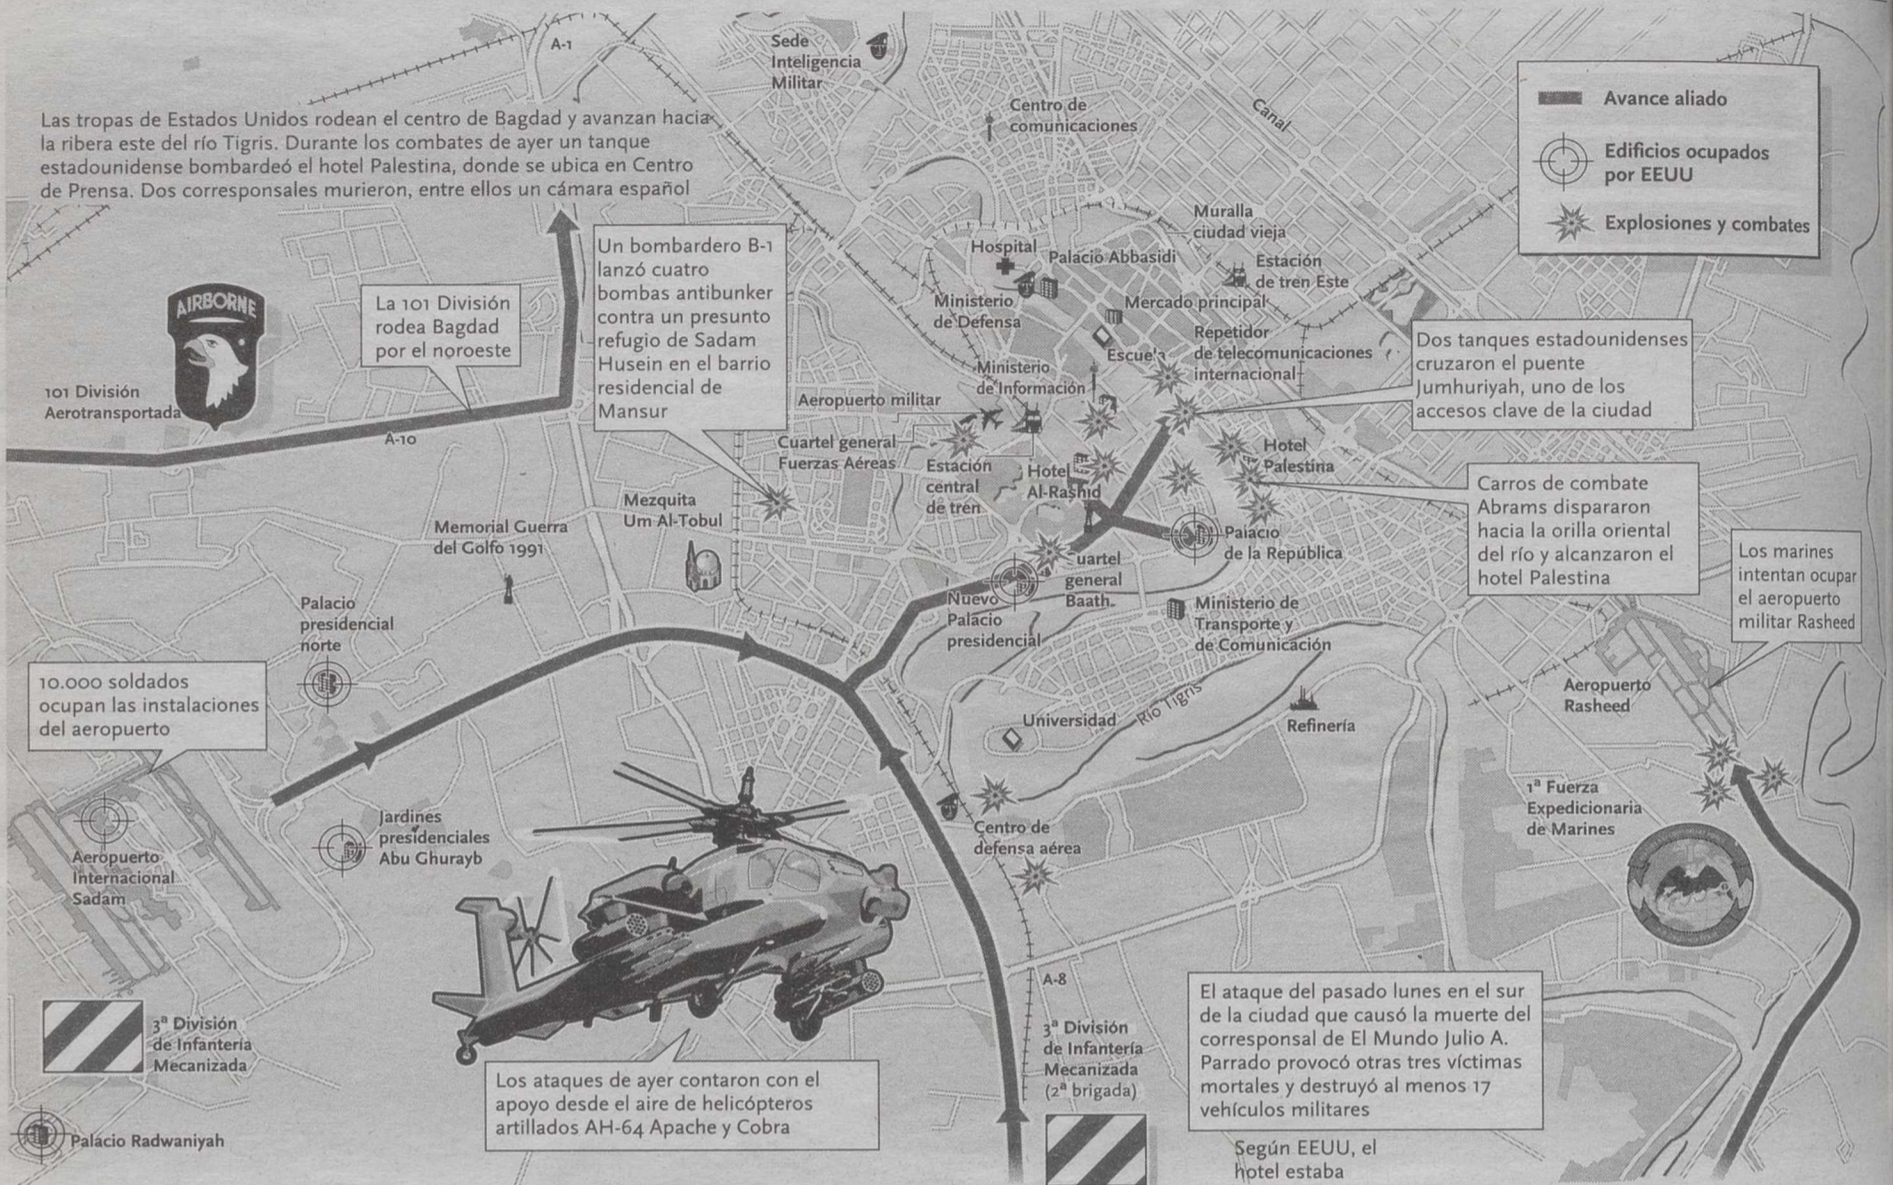 A-1
Sede
Inteligencia
Militar
Centro de
comunicaciones
Canal
Avance aliado
Edificios ocupados
por EEUU
Explosiones y combates
Las tropas de Estados Unidos rodean el centro de Bagdad y avanzan hacia
la ribera este del río Tigris. Durante los combates de ayer un tanque
estadounidense bombardeó el hotel Palestina, donde se ubica en Centro
de Prensa. Dos corresponsales murieron, entre ellos un cámara español
Un bombardero B-1
lanzó cuatro
bombas antibunker
contra un presunto
refugio de Sadam
Husein en el barrio
residencial de
Mansur
La 101 División
rodea Bagdad
por el noroeste
AIRBORNE
101 División
Aerotransportada
A-10
Muralla
ciudad vieja
Hospital
Palacio Abbasidi
Estación
de tren Este
Ministerio
de Defensa
Mercado principal
Repetidor
de telecomunicaciones
internacional
Escuela
Ministerio
de Información
Aeropuerto militar
Cuartel general
Fuerzas Aéreas
Estación
central
de tren
Hotel
Al-Rashid
Hotel
Palestina
Dos tanques estadounidenses
cruzaron el puente
Jumhuriyah, uno de los
accesos clave de la ciudad
Carros de combate
Abrams dispararon
hacia la orilla oriental
del río y alcanzaron el
hotel Palestina
Los marines
intentan ocupar
el aeropuerto
militar Rasheed
Mezquita
Um Al-Tobul
Memorial Guerra
del Golfo 1991
Palacio
de la República
Cuartel
general
Baath
Nuevo
Palacio
presidencial
Ministerio de
Transporte y
de Comunicación
Palacio
presidencial
norte
10.000 soldados
ocupan las instalaciones
del aeropuerto
Aeropuerto
Rasheed
Río Tigris
Universidad
Refinería
Jardines
presidenciales
Abu Ghurayb
Aeropuerto
Internacional
Sadam
Centro de
defensa aérea
1ª Fuerza
Expedicionaria
de Marines
A-8
3ª División
de Infantería
Mecanizada
3ª División
de Infantería
Mecanizada
(2ª brigada)
El ataque del pasado lunes en el sur
de la ciudad que causó la muerte del
corresponsal de El Mundo Julio A.
Parrado provocó otras tres víctimas
mortales y destruyó al menos 17
vehículos militares
Los ataques de ayer contaron con el
apoyo desde el aire de helicópteros
artillados AH-64 Apache y Cobra
Palacio Radwaniyah
Según EEUU, el
hotel estaba